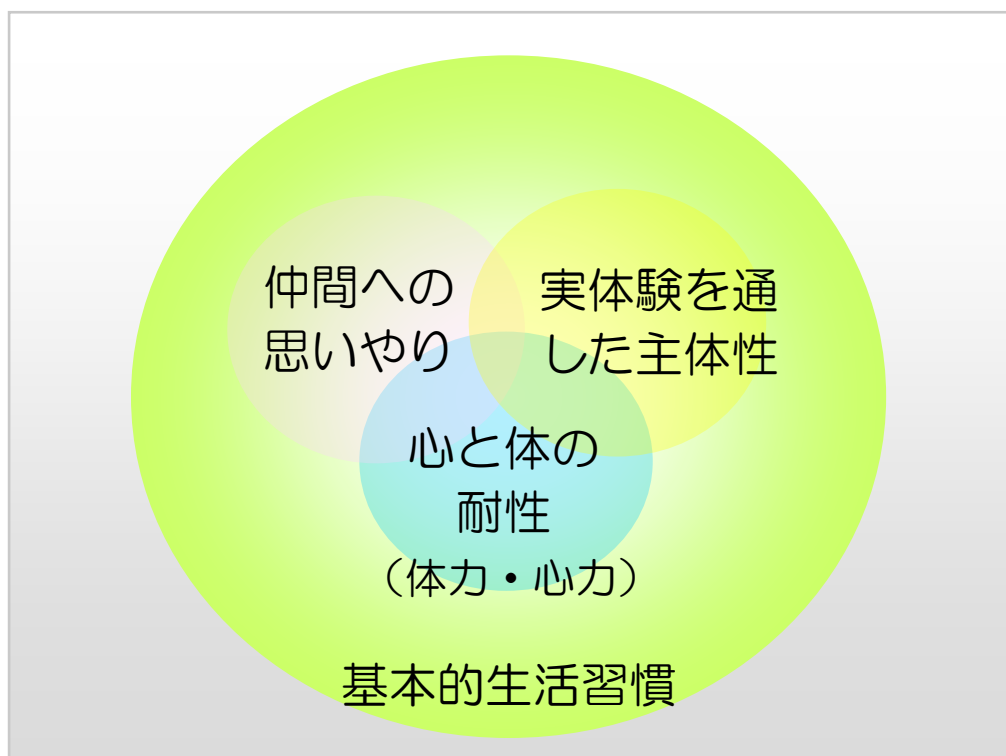 仲間への
思いやり
実体験を通
した主体性
心と体の
耐性
（体力・心力）
基本的生活習慣